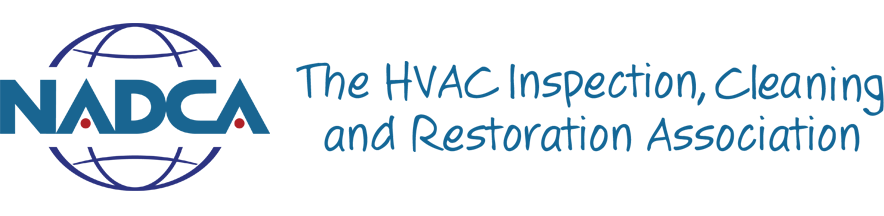 NADCA
The HVAC Inspection, Cleaning
and Restoration Association